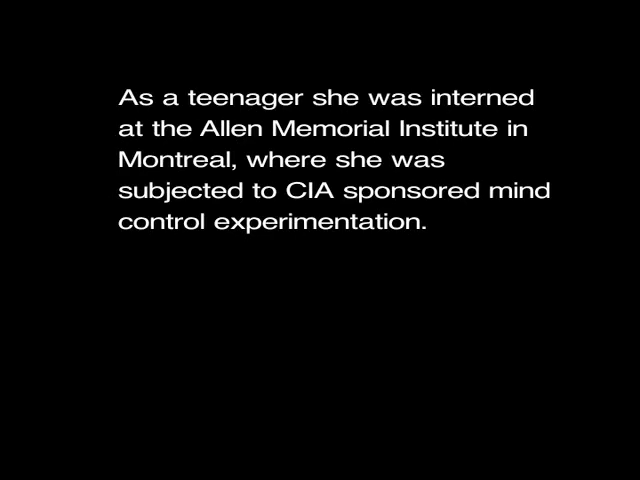 As a teenager she was interned
at the Allen Memorial Institute in
Montreal, where she was
subjected to CIA sponsored mind
control experimentation.